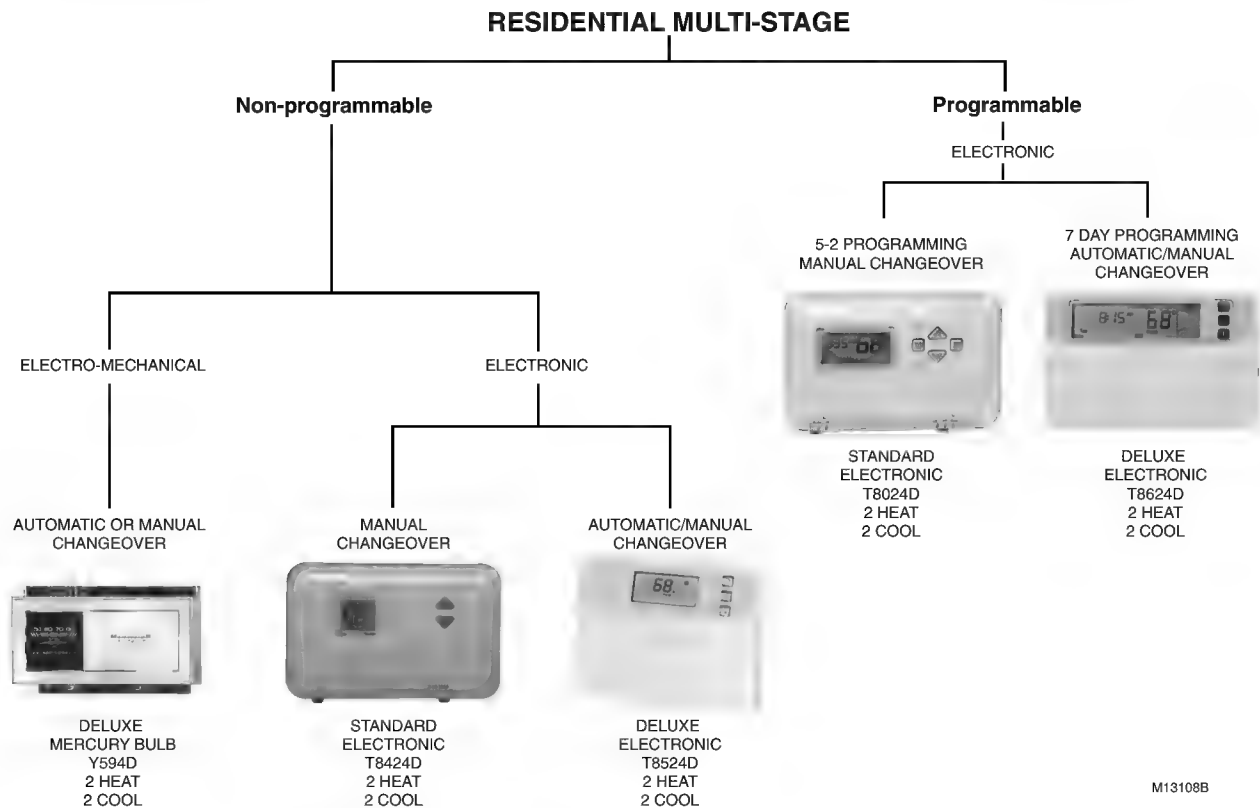 RESIDENTIAL MULTI-STAGE
Non-programmable
Programmable
ELECTRONIC
5-2 PROGRAMMING
MANUAL CHANGEOVER
7 DAY PROGRAMMING
AUTOMATIC/MANUAL
CHANGEOVER
8:15 68°
STANDARD
ELECTRONIC
T8024D
2 HEAT
2 COOL
DELUXE
ELECTRONIC
T8624D
2 HEAT
2 COOL
ELECTRO-MECHANICAL
ELECTRONIC
AUTOMATIC OR MANUAL
CHANGEOVER
MANUAL
CHANGEOVER
AUTOMATIC/MANUAL
CHANGEOVER
68
DELUXE
MERCURY BULB
Y594D
2 HEAT
2 COOL
STANDARD
ELECTRONIC
T8424D
2 HEAT
2 COOL
DELUXE
ELECTRONIC
T8524D
2 HEAT
2 COOL
M13108B